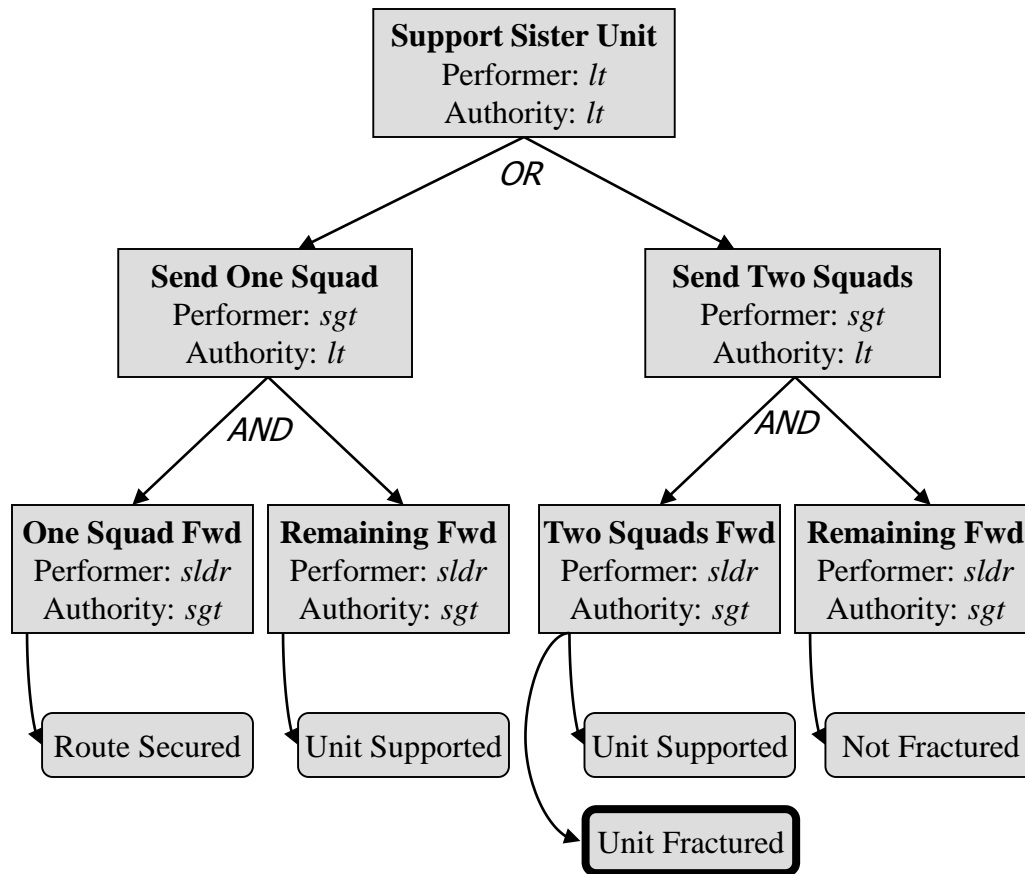 Support Sister Unit
Performer: lt
Authority: lt
OR
Send One Squad
Performer: sgt
Authority: lt
Send Two Squads
Performer: sgt
Authority: lt
AND
AND
One Squad Fwd
Performer: sldr
Authority: sgt
Remaining Fwd
Performer: sldr
Authority: sgt
Two Squads Fwd
Performer: sldr
Authority: sgt
Remaining Fwd
Performer: sldr
Authority: sgt
Route Secured
Unit Supported
Unit Supported
Not Fractured
Unit Fractured